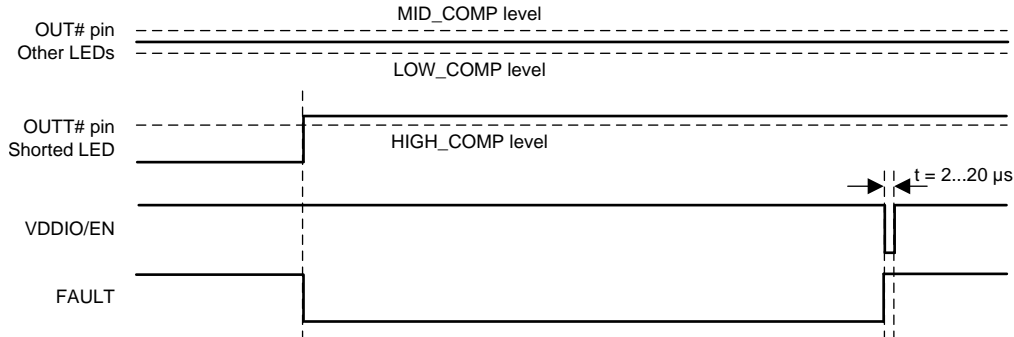 MID_COMP level
OUT# pin
Other LEDs
LOW_COMP level
OUTT# pin
Shorted LED
HIGH_COMP level
t = 2...20 µs
VDDIO/EN
FAULT